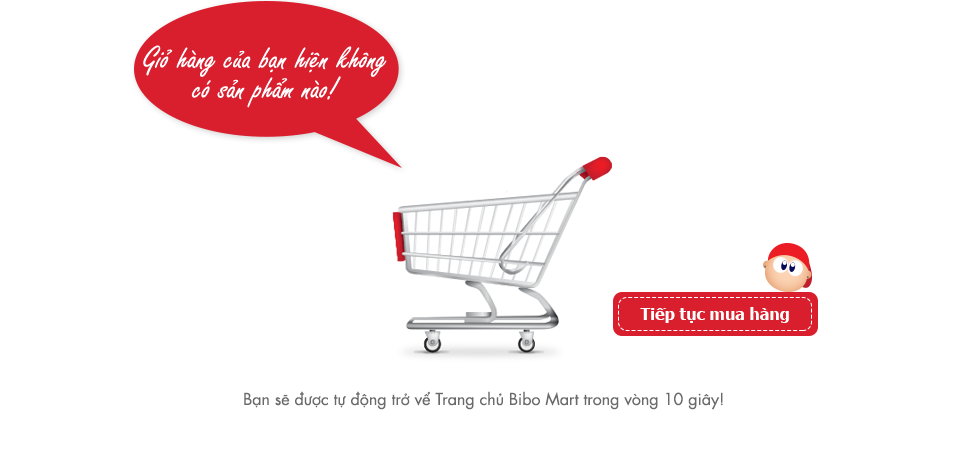 Giỏ hàng của bạn hiện không
có sản phẩm nào!
Tiếp tục mua hàng
Bạn sẽ được tự động trở về Trang chủ Bibo Mart trong vòng 10 giây!